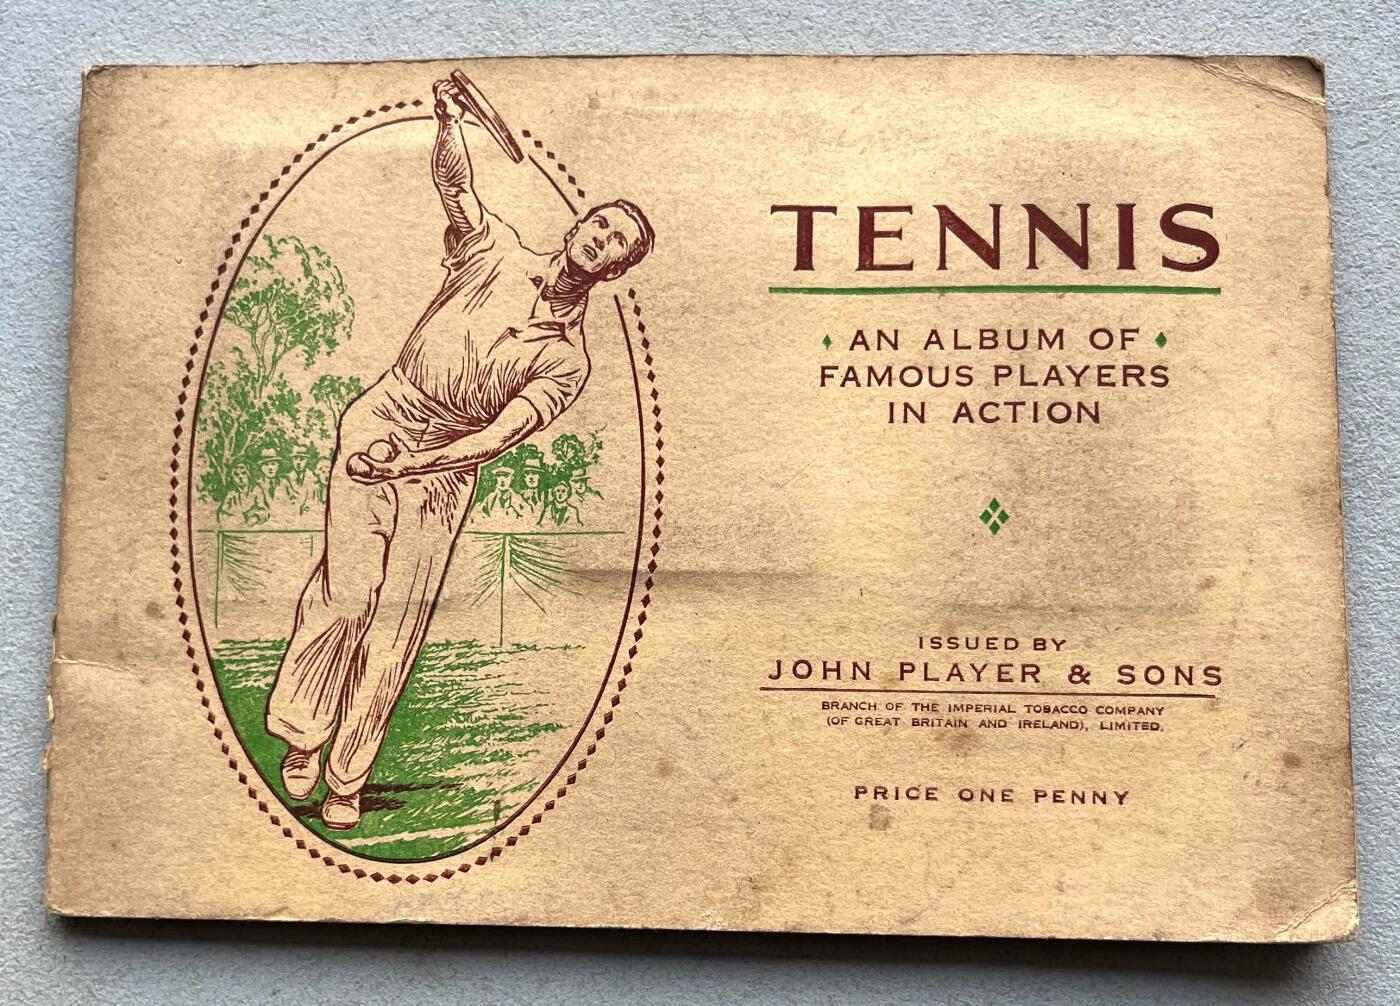 TENNIS
AN ALBUM OF
FAMOUS PLAYERS
IN ACTION
ISSUED BY
JOHN PLAYER & SONS
BRANCH OF THE IMPERIAL TOBACCO COMPANY
(OF GREAT BRITAIN AND IRELAND), LIMITED.
PRICE ONE PENNY